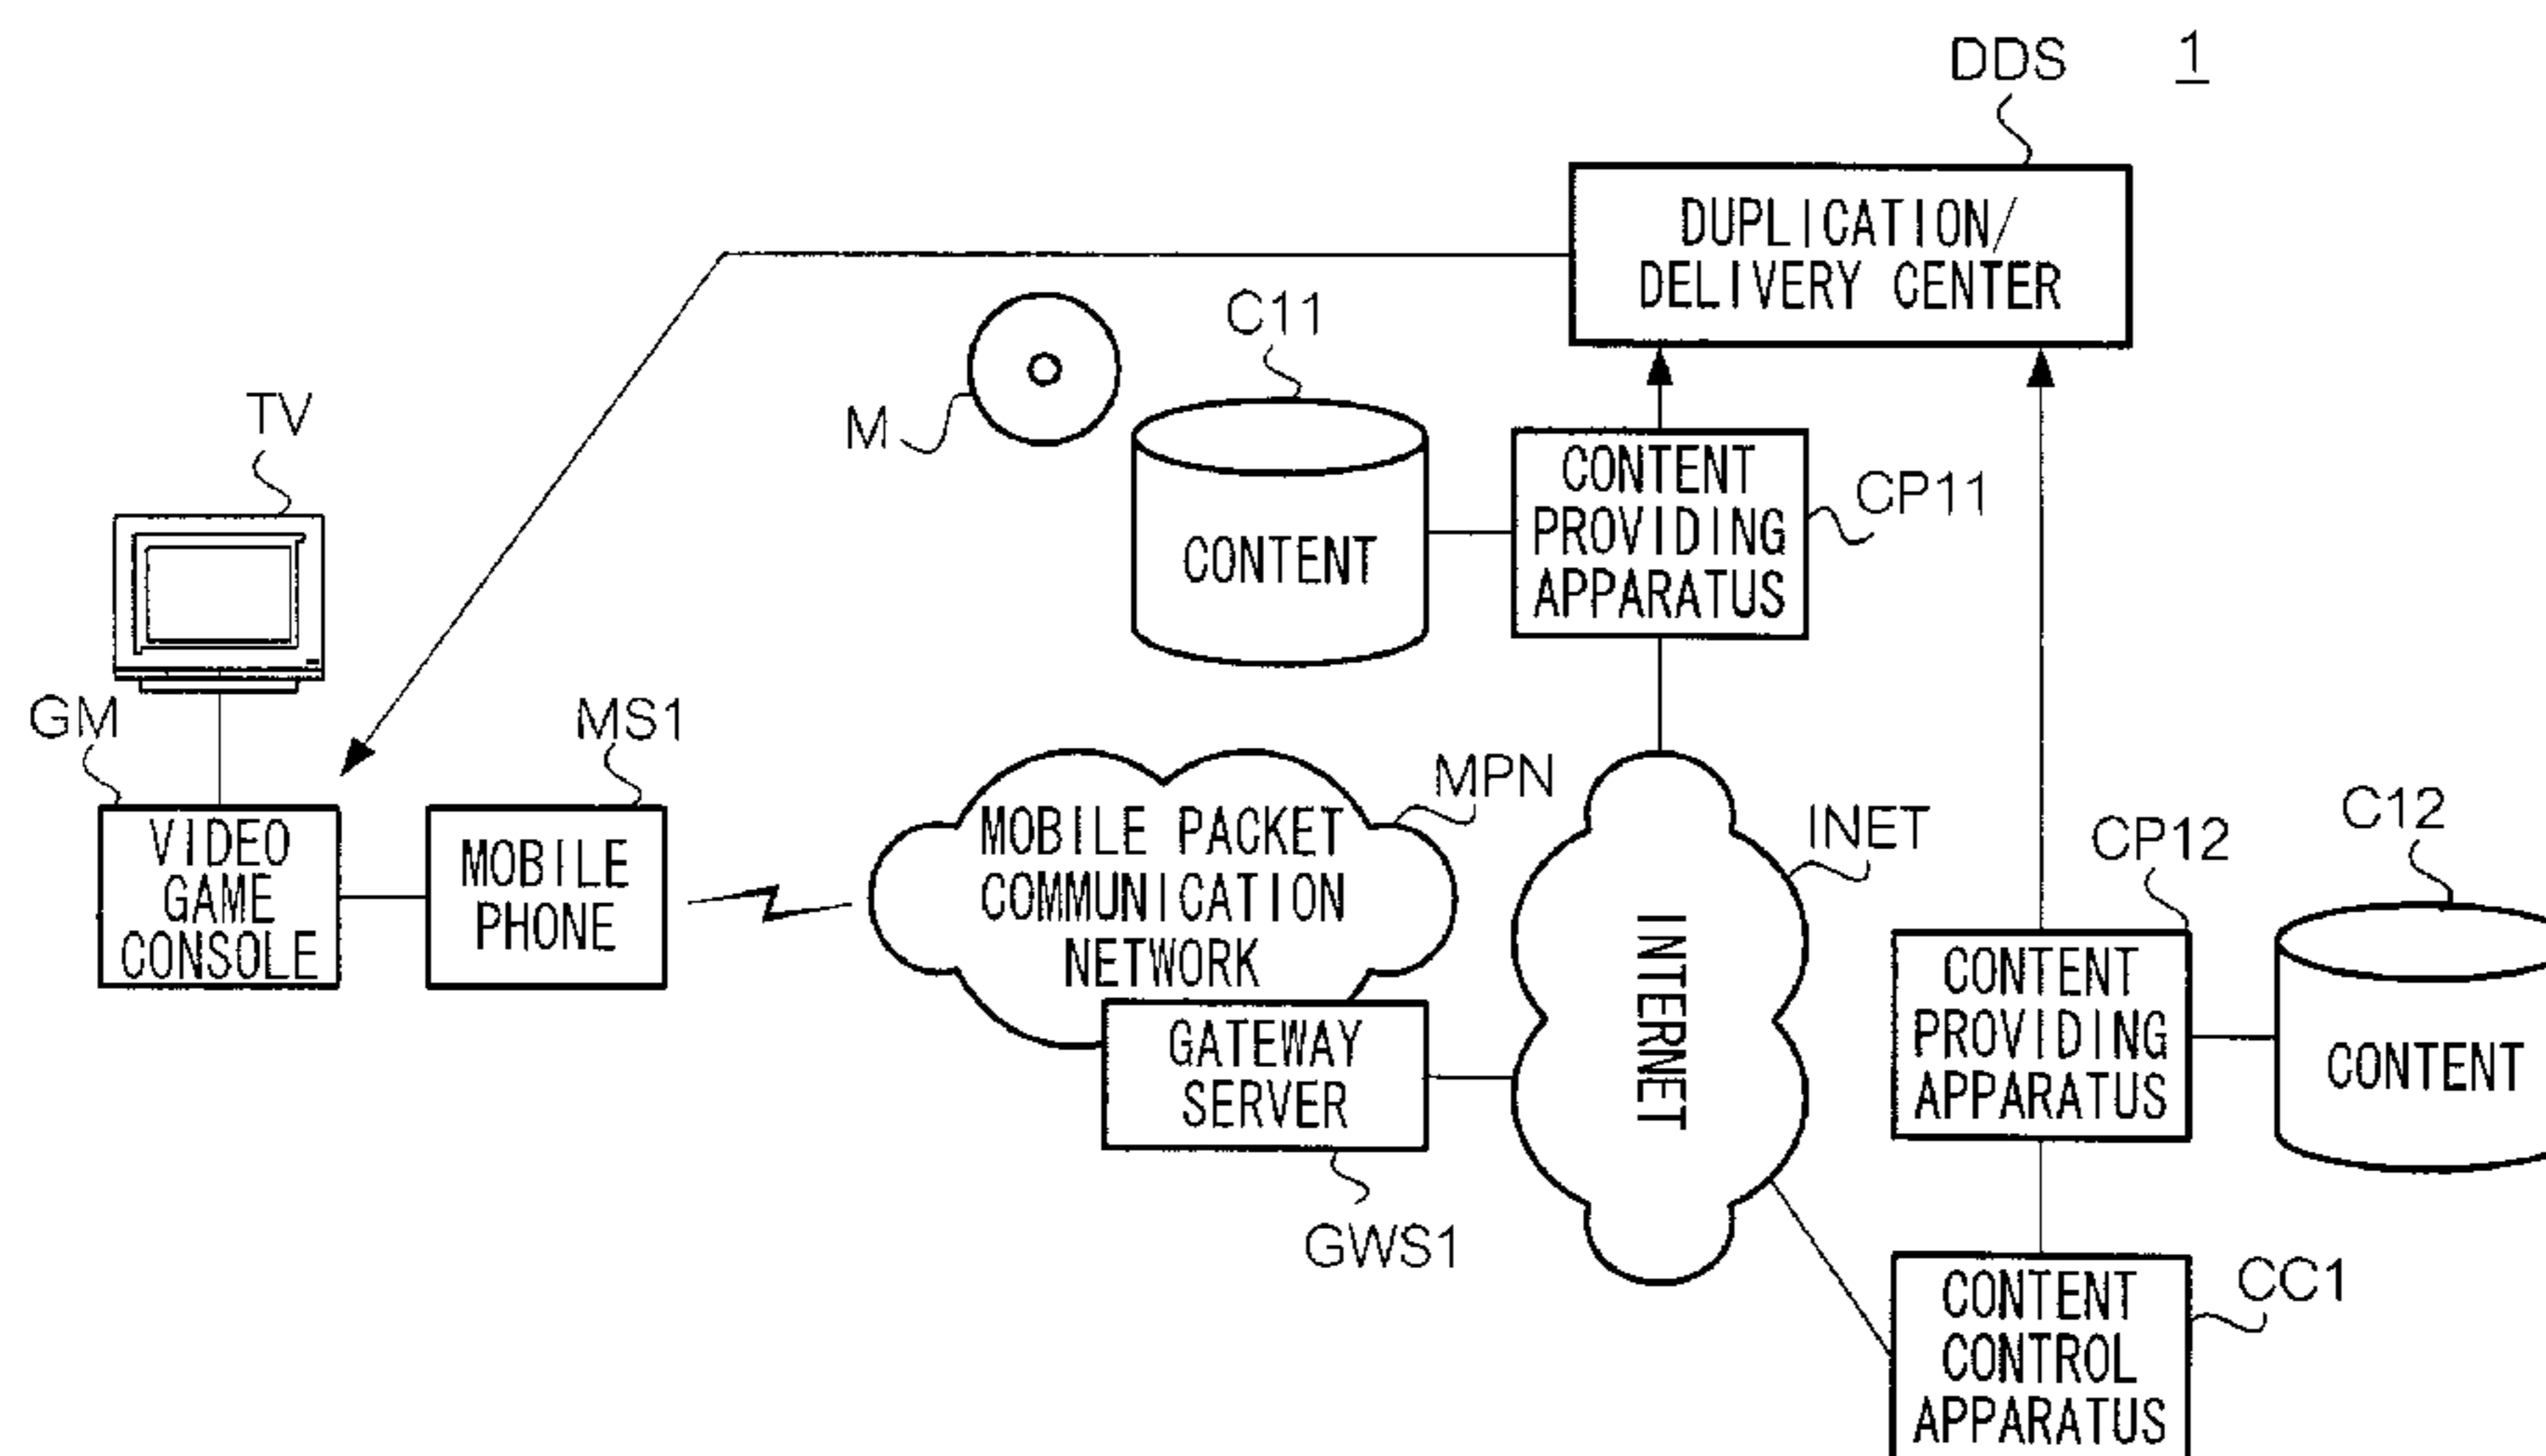 DDS
1
DUPLICATION/
DELIVERY CENTER
C11
M
TV
CONTENT
PROVIDING
APPARATUS
CP11
CONTENT
GM
MS1
MPN
INET
VIDEO
GAME
CONSOLE
MOBILE
PHONE
MOBILE PACKET
COMMUNICATION
NETWORK
GATEWAY
SERVER
GWS1
INTERNET
CP12
C12
CONTENT
PROVIDING
APPARATUS
CONTENT
CONTENT
CONTROL
APPARATUS
CC1